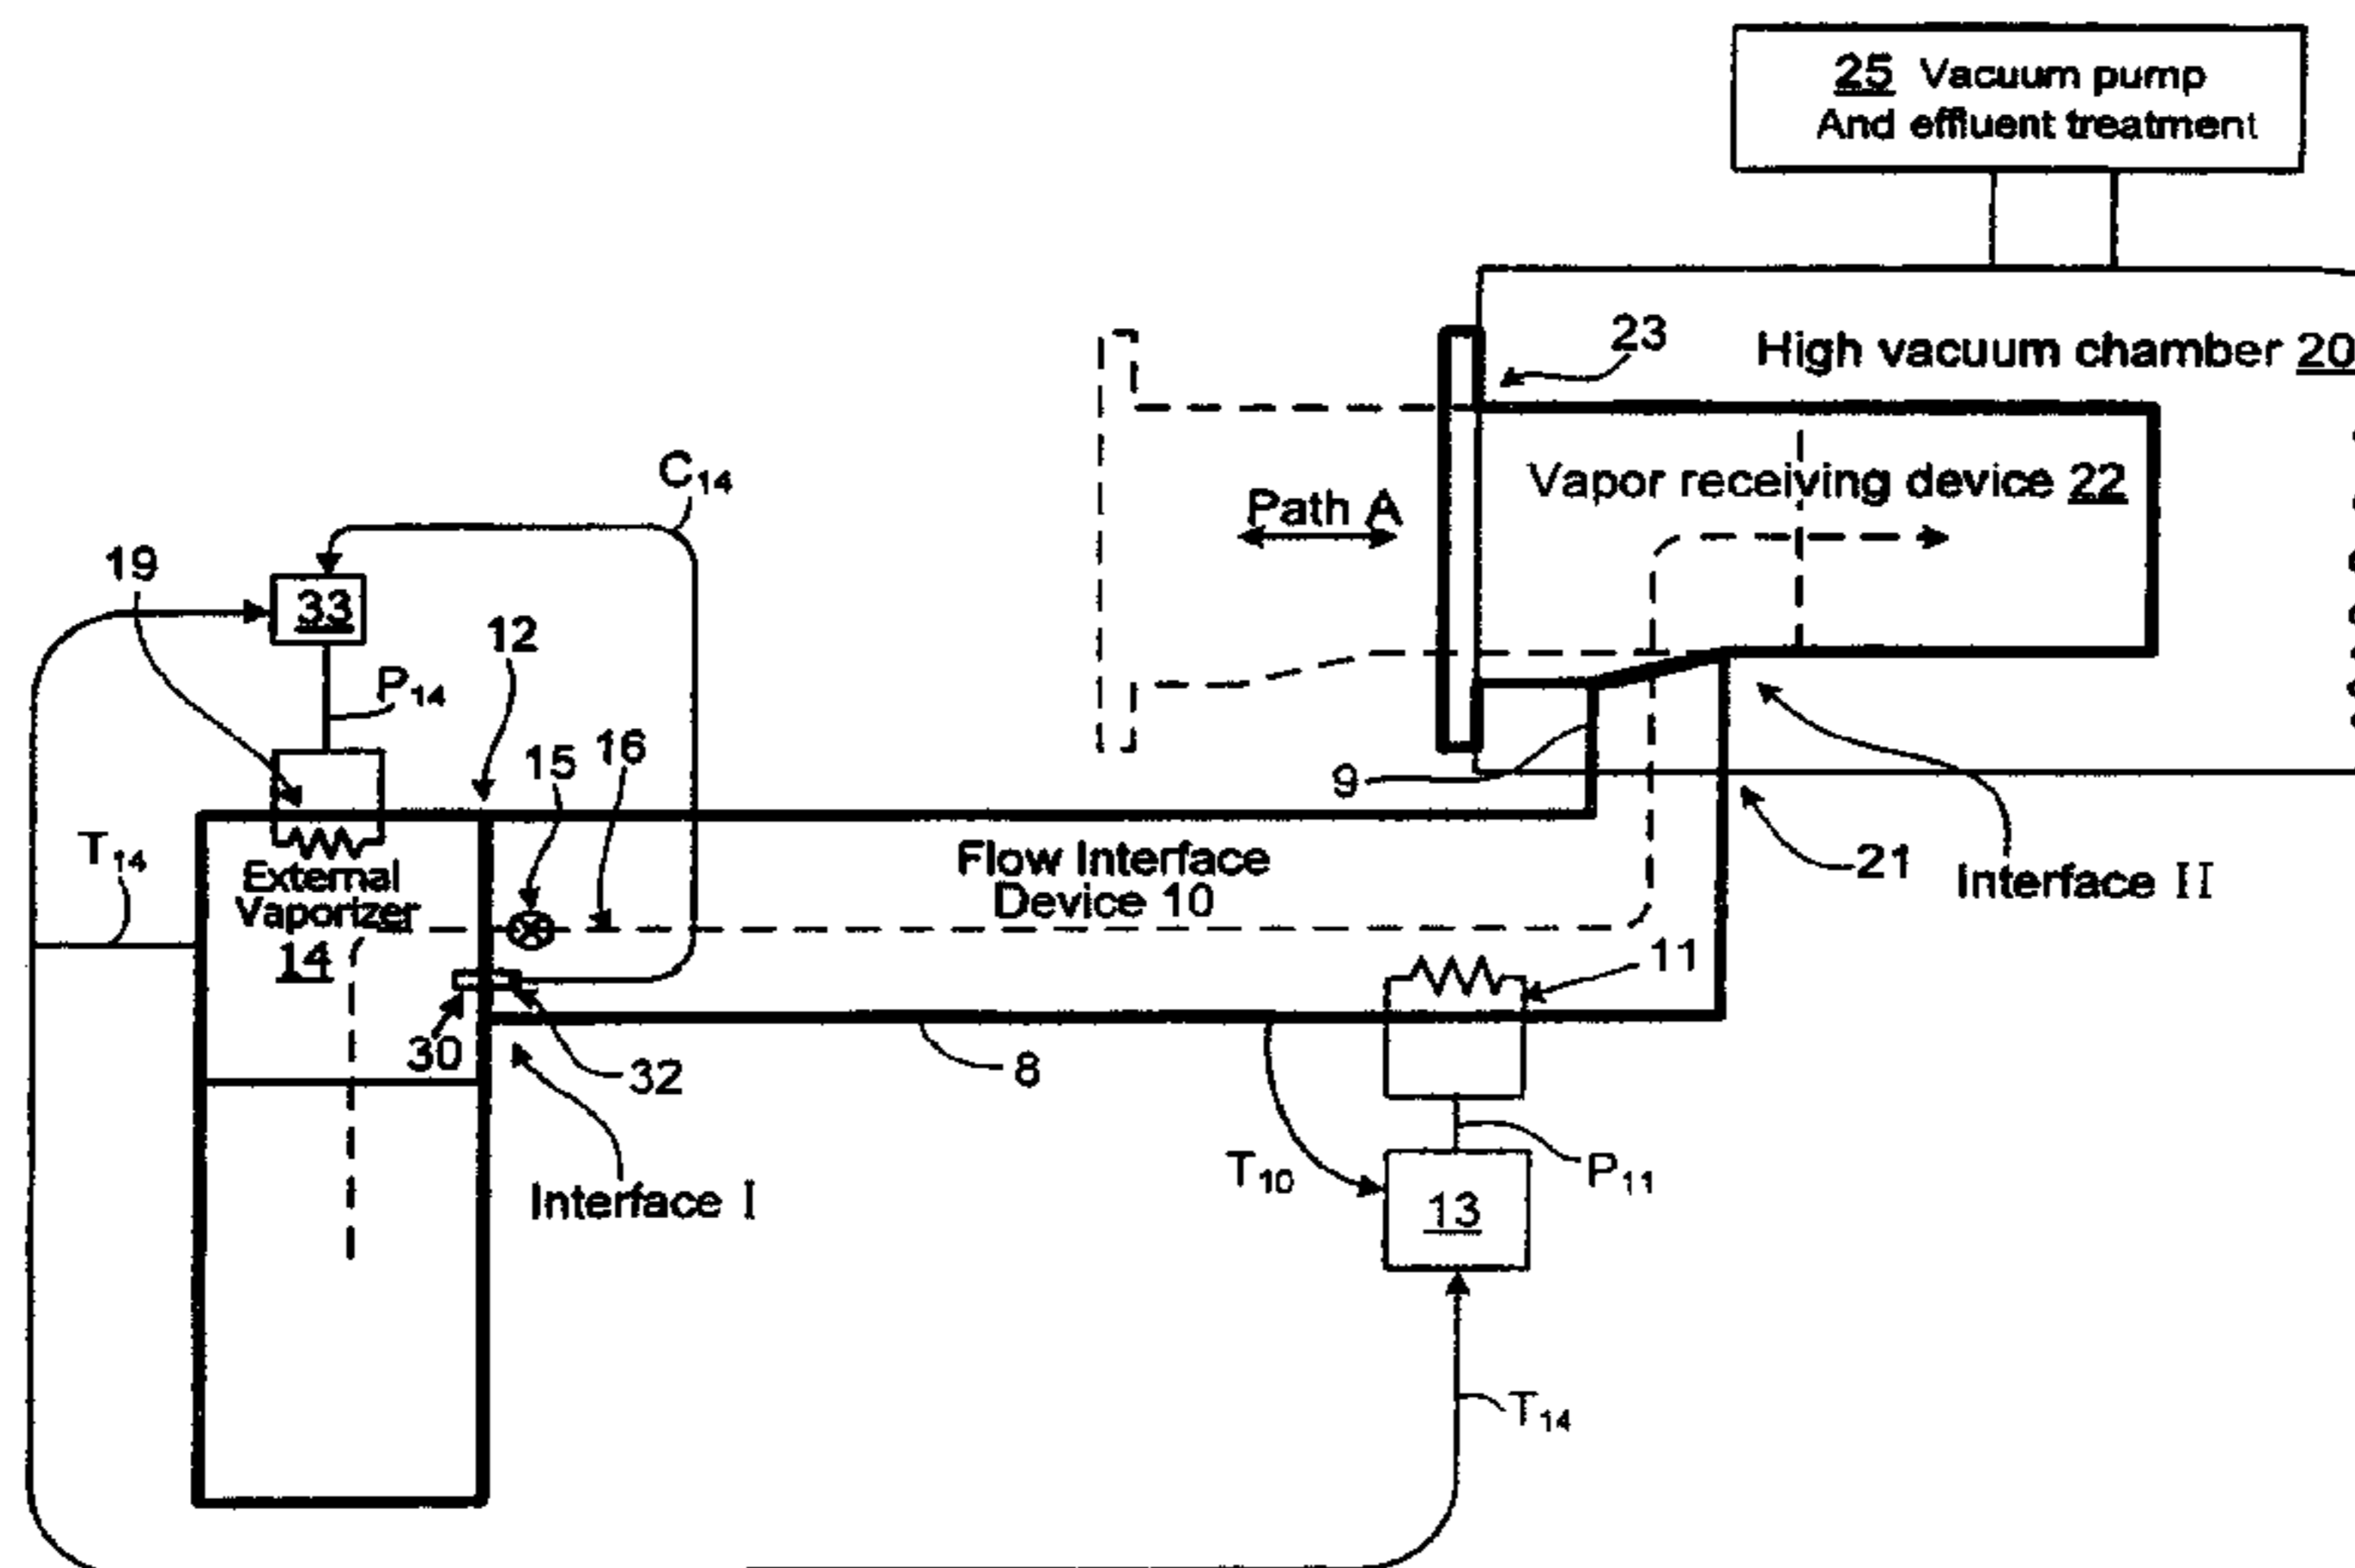 25 Vacuum pump
And effluent treatment
23
High vacuum chamber 20
C14
Path A
Vapor receiving device 22
19
33
12
P14
15
16
9
T14
External
Vaporizer
14
Flow Interface
Device 10
21
Interface II
11
30
32
8
Interface I
T10
P11
13
T14